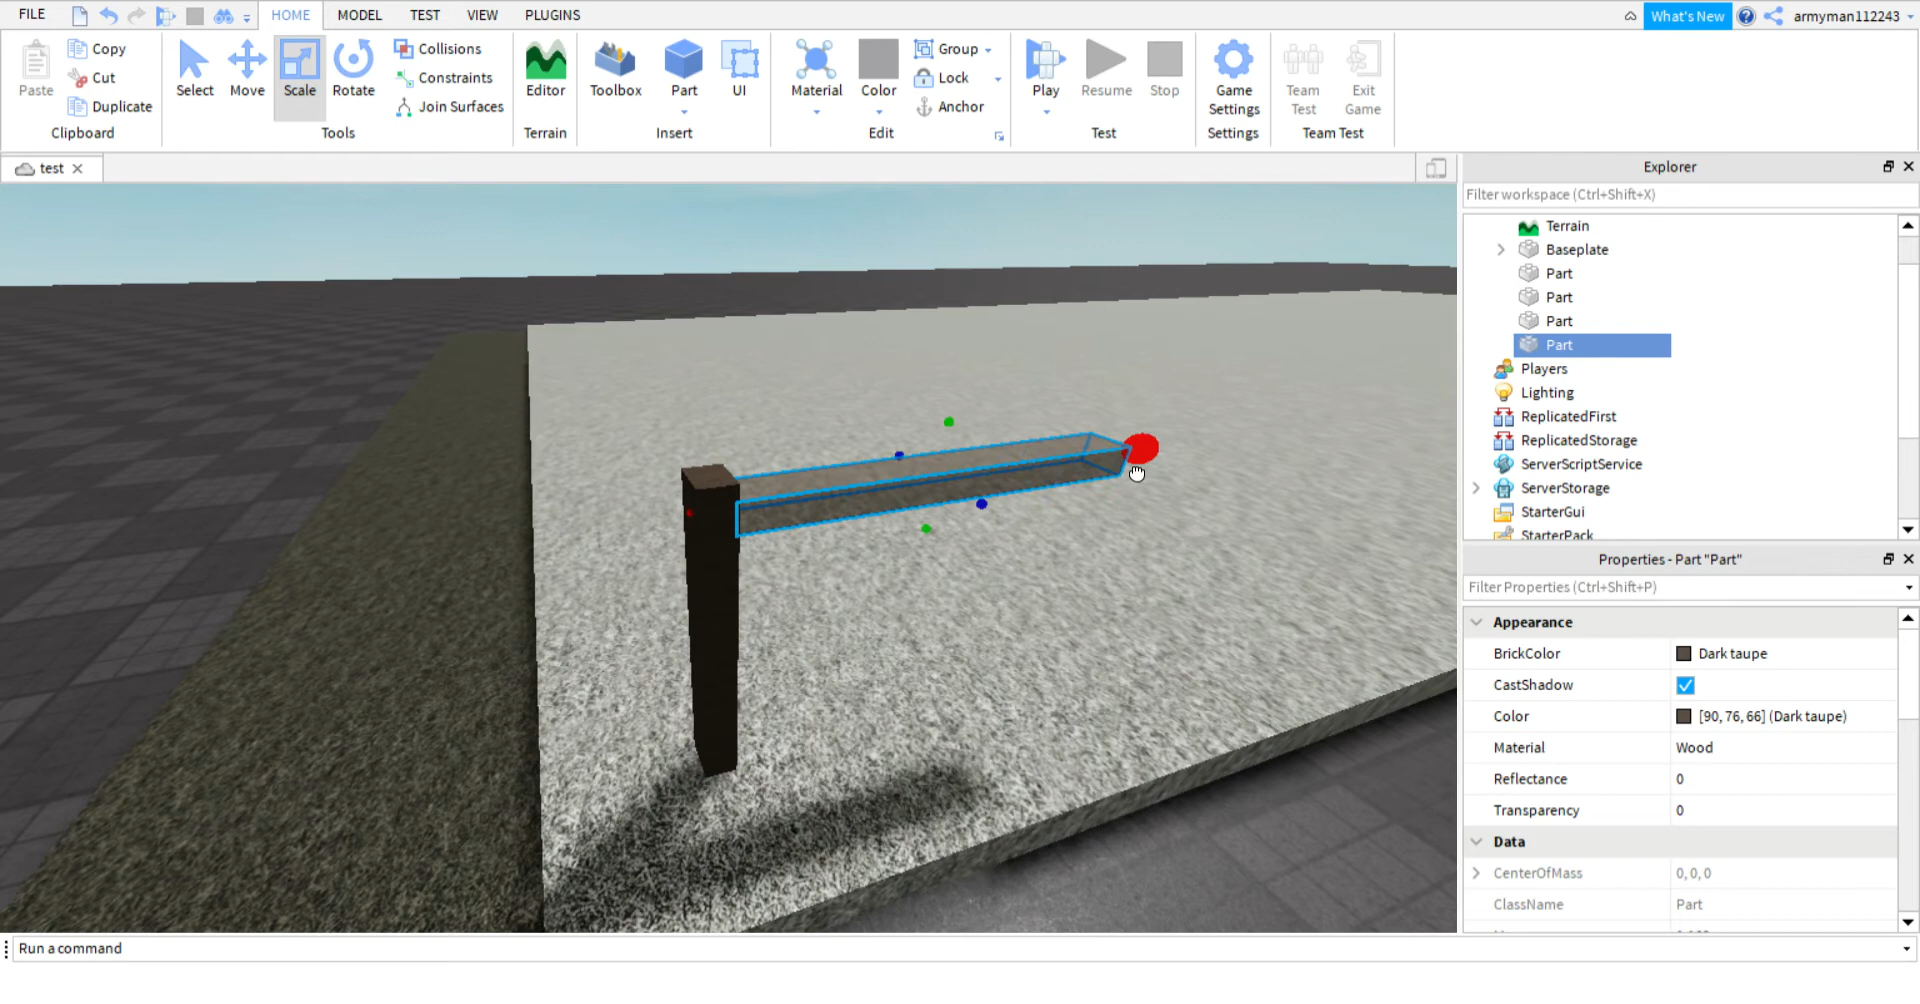 FILE HOME MODEL TEST VIEW PLUGINS What's New armyman112243
Paste Copy Cut Duplicate Clipboard
Select Move Scale Rotate Collisions Constraints Join Surfaces Tools
Editor Terrain
Toolbox Part UI Insert
Material Color Group Lock Anchor Edit
Play Resume Stop Test
Game Settings Settings
Team Test Exit Game Team Test
test
Explorer
Filter workspace (Ctrl+Shift+X)
Terrain
Baseplate
Part
Part
Part
Part
Players
Lighting
ReplicatedFirst
ReplicatedStorage
ServerScriptService
ServerStorage
StarterGui
StarterPack
Properties - Part "Part"
Filter Properties (Ctrl+Shift+P)
Appearance
BrickColor Dark taupe
CastShadow
Color [90, 76, 66] (Dark taupe)
Material Wood
Reflectance 0
Transparency 0
Data
CenterOfMass 0, 0, 0
ClassName Part
Run a command